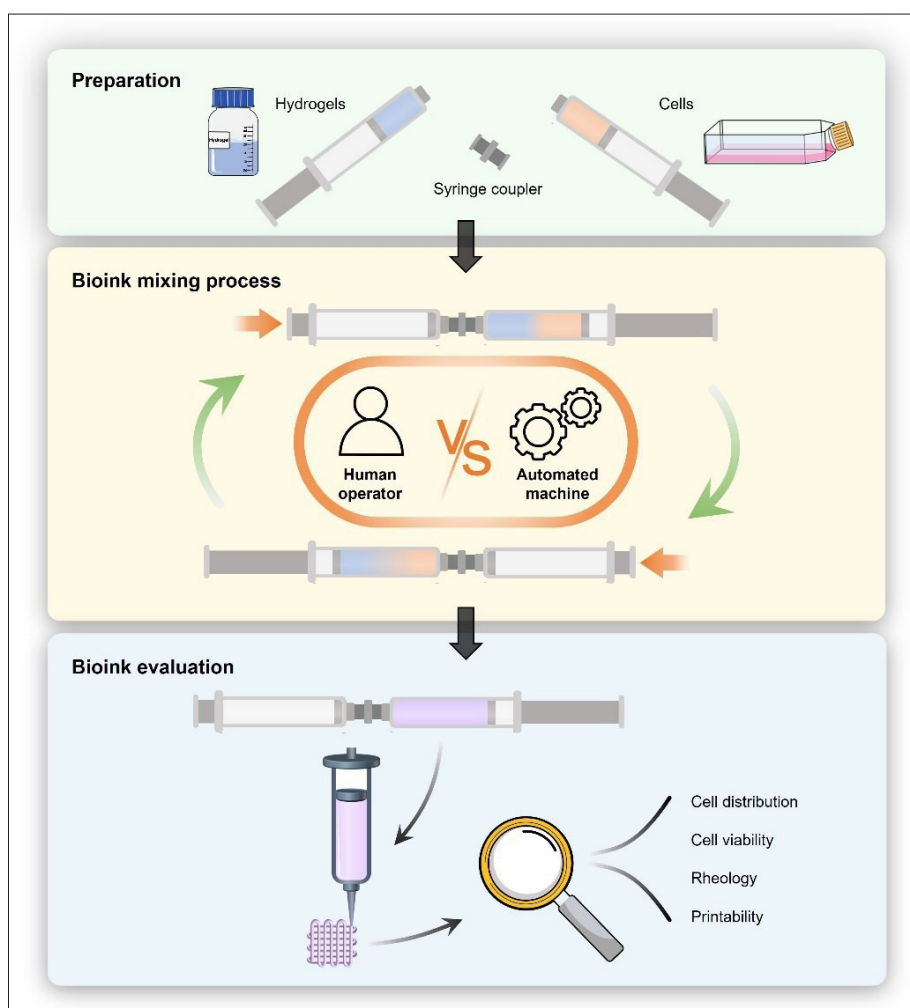 Preparation
Hydrogels
Cells
Hydrogel
Syringe coupler
Bioink mixing process
VS
Human
operator
Automated
machine
Bioink evaluation
Cell distribution
Cell viability
Rheology
Printability